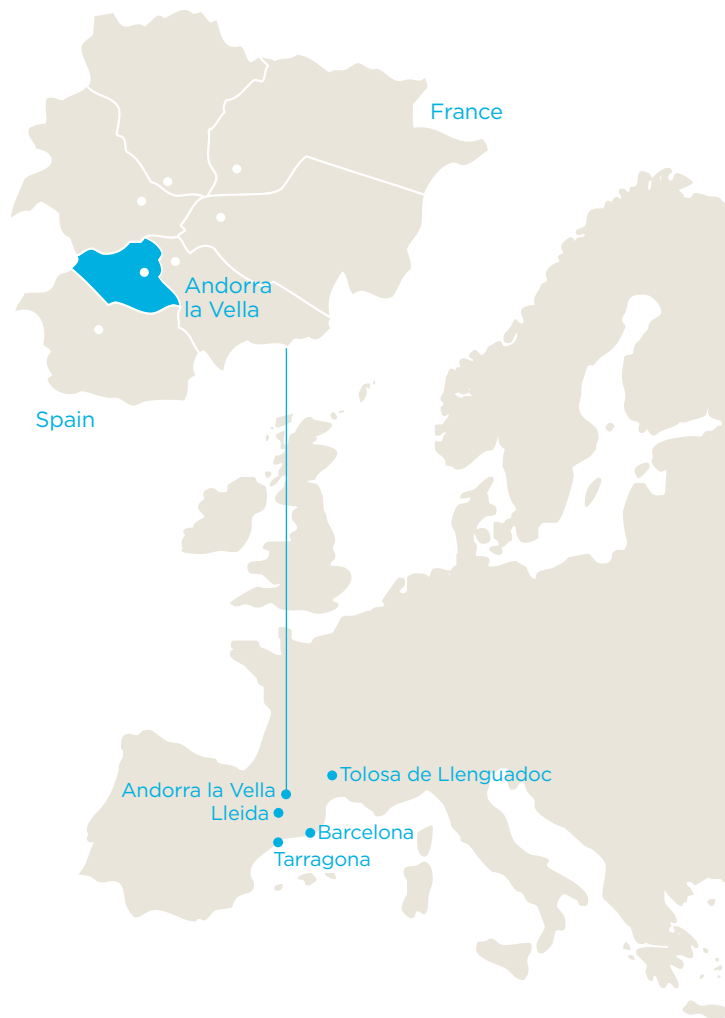 France
Andorra
la Vella
Spain
Tolosa de Llenguadoc
Andorra la Vella
Lleida
Barcelona
Tarragona